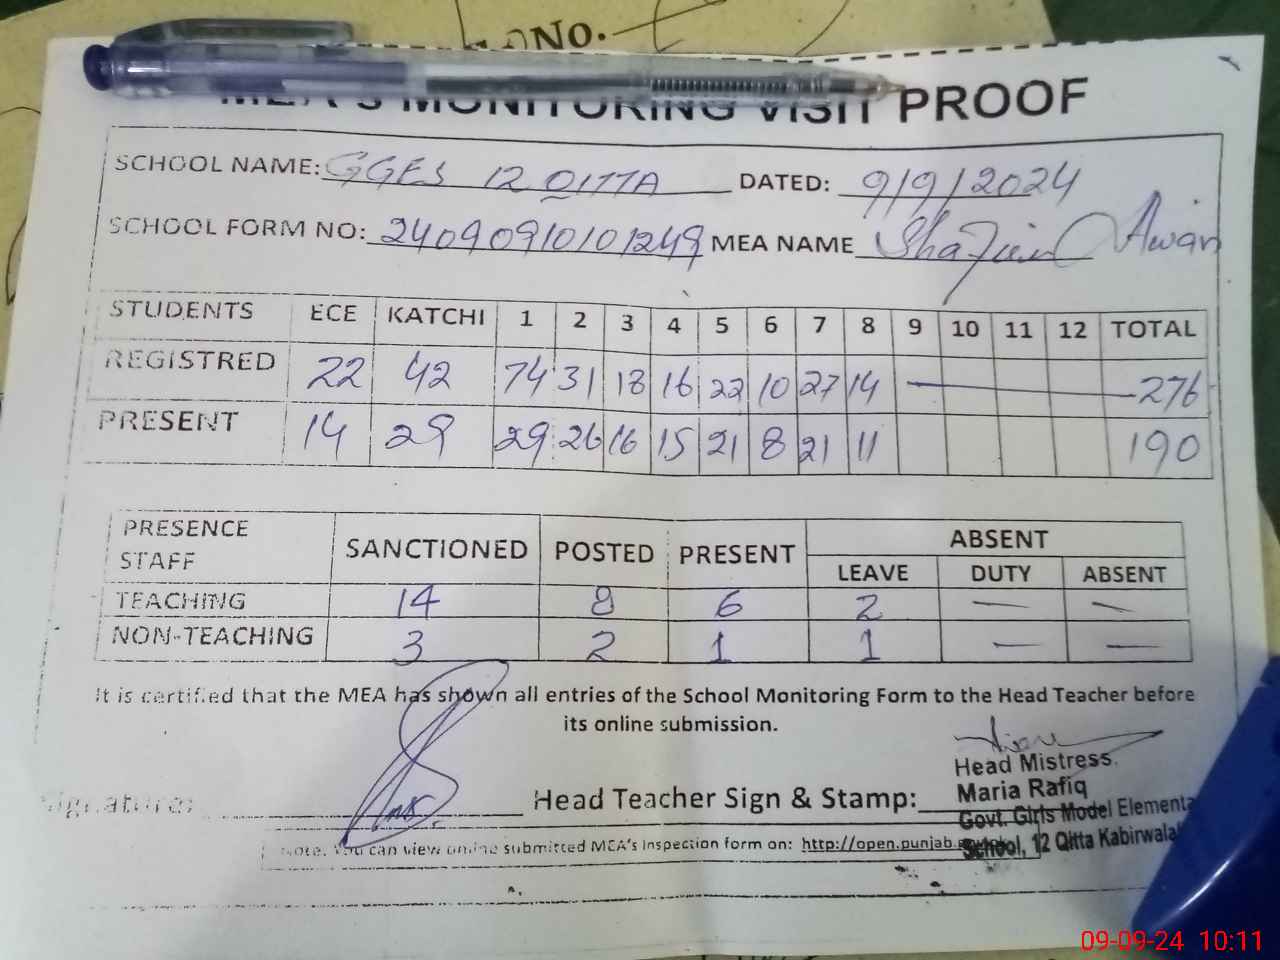 No.
MEA'S MONITORING VISIT PROOF
SCHOOL NAME: GGES 12 QITTA DATED: 9/9/2024
SCHOOL FORM NO: 24090910101249 MEA NAME Awan
STUDENTS ECE KATCHI 1 2 3 4 5 6 7 8 9 10 11 12 TOTAL
REGISTRED 22 42 74 31 18 16 22 10 27 14 276
PRESENT 14 29 29 26 16 15 21 8 21 11 190
PRESENCE STAFF SANCTIONED POSTED PRESENT ABSENT
LEAVE DUTY ABSENT
TEACHING 14 8 6 2 — —
NON-TEACHING 3 2 1 1 — —
It is certified that the MEA has shown all entries of the School Monitoring Form to the Head Teacher before
its online submission.
Head Mistress.
Maria Rafiq
Signature: Head Teacher Sign & Stamp:
Govt. Girls Model Elementa
School, 12 Qitta Kabirwala
Note: You can view online submitted MEA's Inspection form on: http://open.punjab.
09-09-24 10:11